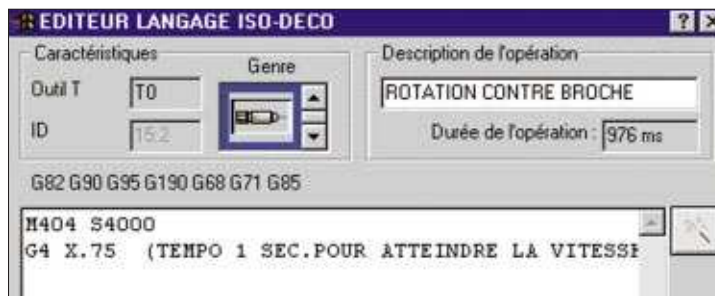 EDITEUR LANGAGE ISO-DECO
Caractéristiques
Outil T T0
ID 15:2
Genre
Description de l'opération
ROTATION CONTRE BROCHE
Durée de l'opération : 976 ms
G82 G90 G95 G190 G68 G71 G85
M404 S4000
G4 X.75 (TEMPO 1 SEC.POUR ATTEINDRE LA VITESSE